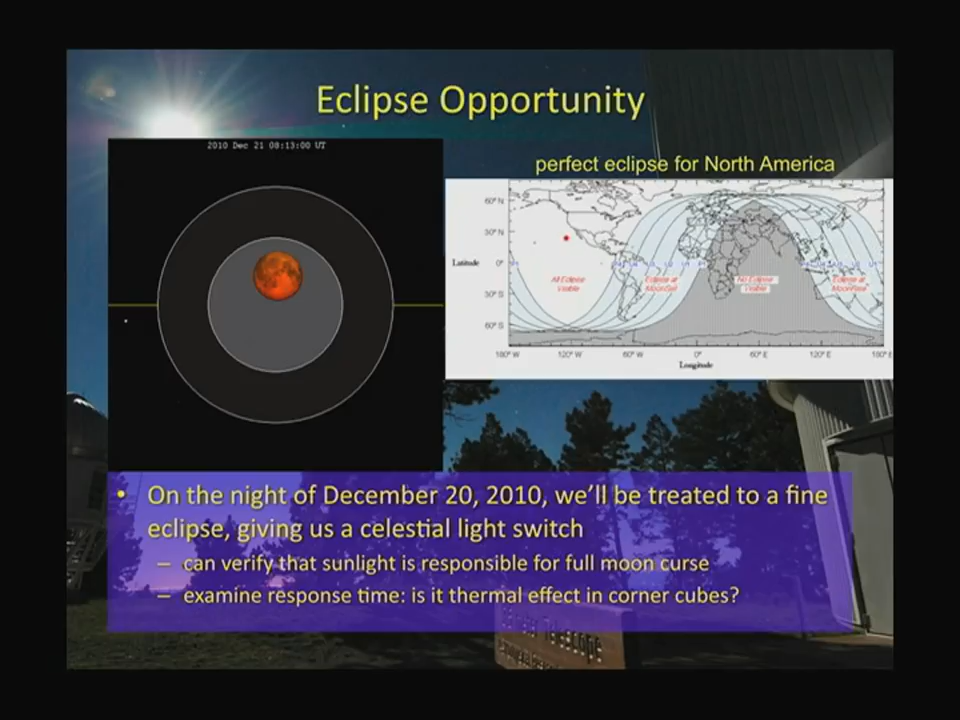 Eclipse Opportunity
2010 Dec 21 08:13:00 UT
perfect eclipse for North America
60° N
30° N
Latitude
0°
30° S
60° S
All Eclipse
Visible
Eclipse at
MoonSet
No Eclipse
Visible
Eclipse at
MoonRise
180° W
120° W
60° W
0°
60° E
120° E
180° E
Longitude
• On the night of December 20, 2010, we'll be treated to a fine
eclipse, giving us a celestial light switch
– can verify that sunlight is responsible for full moon curse
– examine response time: is it thermal effect in corner cubes?